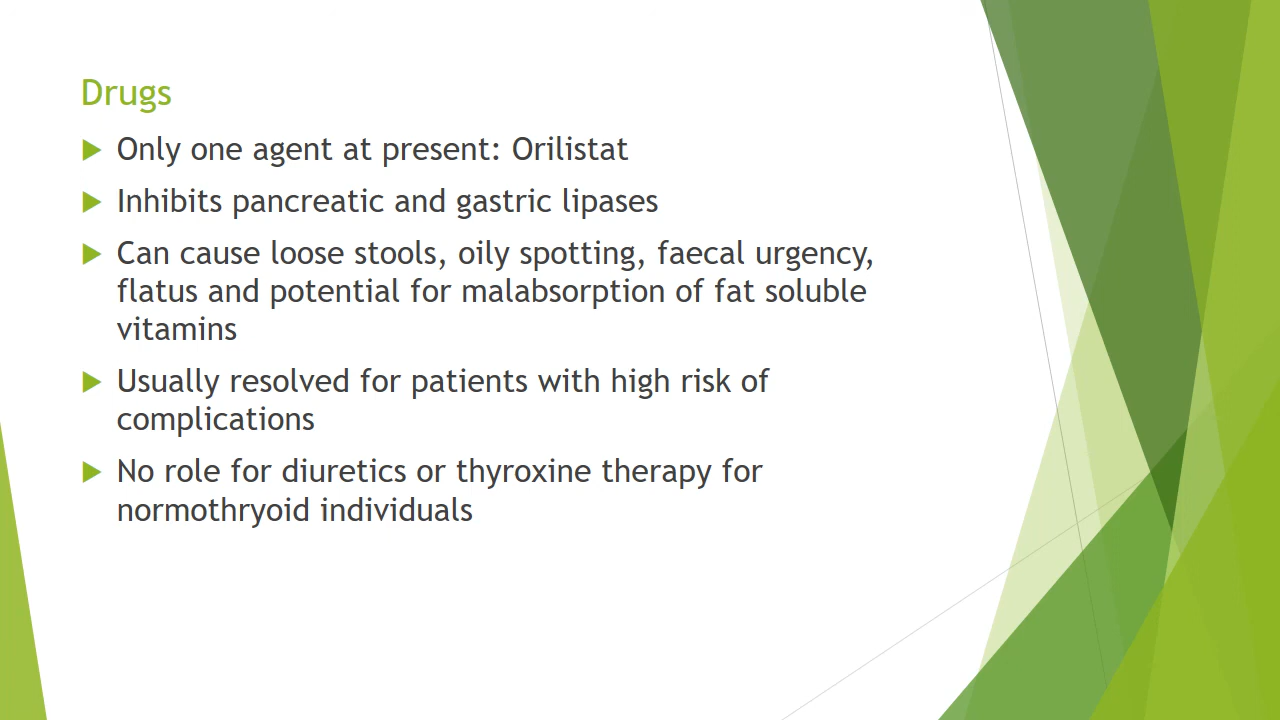 Drugs
Only one agent at present: Orilistat
Inhibits pancreatic and gastric lipases
Can cause loose stools, oily spotting, faecal urgency,
flatus and potential for malabsorption of fat soluble
vitamins
Usually resolved for patients with high risk of
complications
No role for diuretics or thyroxine therapy for
normothryoid individuals